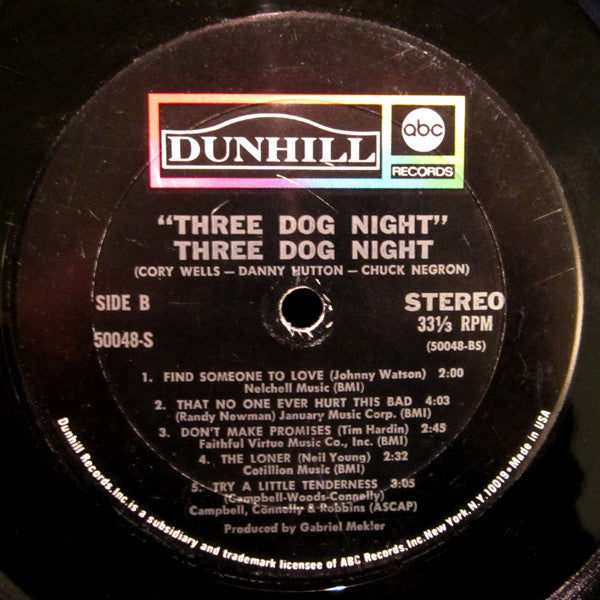 DUNHILL
abc
RECORDS
"THREE DOG NIGHT"
THREE DOG NIGHT
(CORY WELLS — DANNY HUTTON — CHUCK NEGRON)
SIDE B
STEREO
33⅓ RPM
50048-S
(50048-BS)
1. FIND SOMEONE TO LOVE (Johnny Watson) 2:00
Nelchell Music (BMI)
2. THAT NO ONE EVER HURT THIS BAD 4:03
(Randy Newman) January Music Corp. (BMI)
3. DON'T MAKE PROMISES (Tim Hardin) 2:45
Faithful Virtue Music Co., Inc. (BMI)
4. THE LONER (Neil Young) 2:32
Cotillion Music (BMI)
5. TRY A LITTLE TENDERNESS 3:05
(Campbell-Woods-Connelly)
Campbell, Connelly & Robbins (ASCAP)
Produced by Gabriel Mekler
Dunhill Records, Inc. is a subsidiary and trademark licensee of ABC Records, Inc. New York, N.Y. 10019 - Made in USA